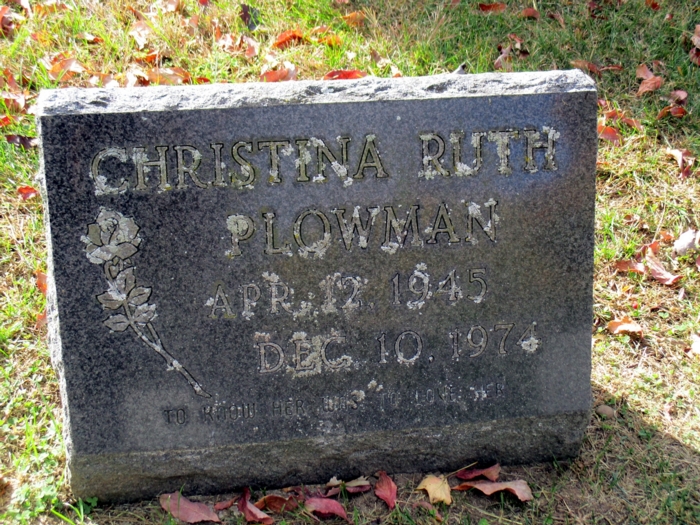 CHRISTINA RUTH
PLOWMAN
APR. 12, 1945
DEC. 10, 1974
TO KNOW HER WAS TO LOVE HER